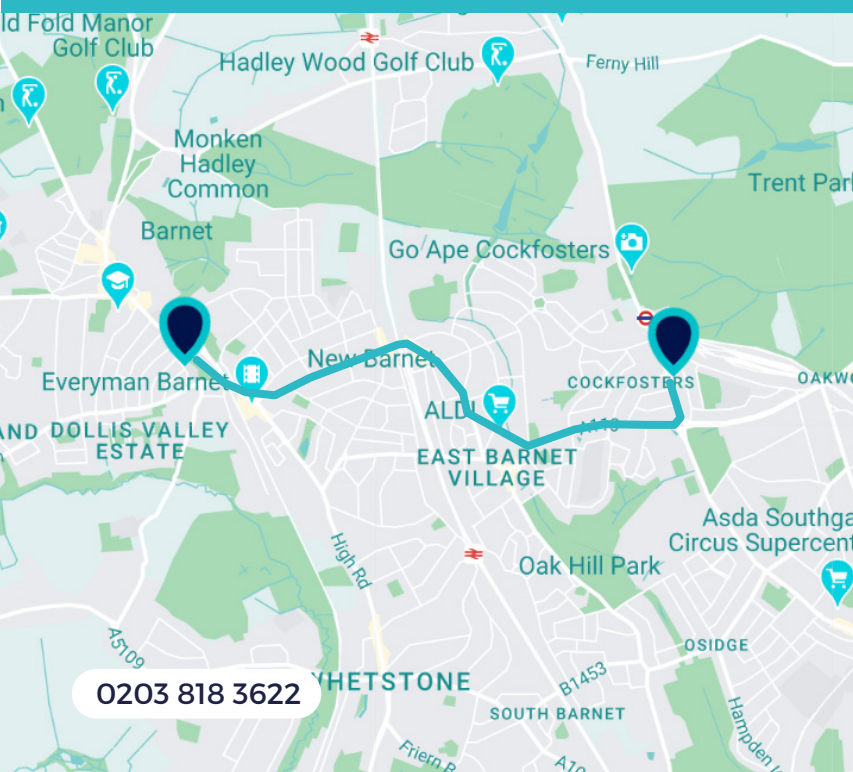 ld Fold Manor
Golf Club
Hadley Wood Golf Club
Ferny Hill
Monken
Hadley
Common
Trent Parl
Barnet
Go Ape Cockfosters
New Barnet
Everyman Barnet
COCKFOSTERS
OAKWO
ALDI
A110
AND DOLLIS VALLEY
ESTATE
EAST BARNET
VILLAGE
Asda Southga
Circus Supercent
High Rd
Oak Hill Park
A5109
OSIDGE
0203 818 3622
WHETSTONE
B1453
SOUTH BARNET
Hampden
Friern B
A10